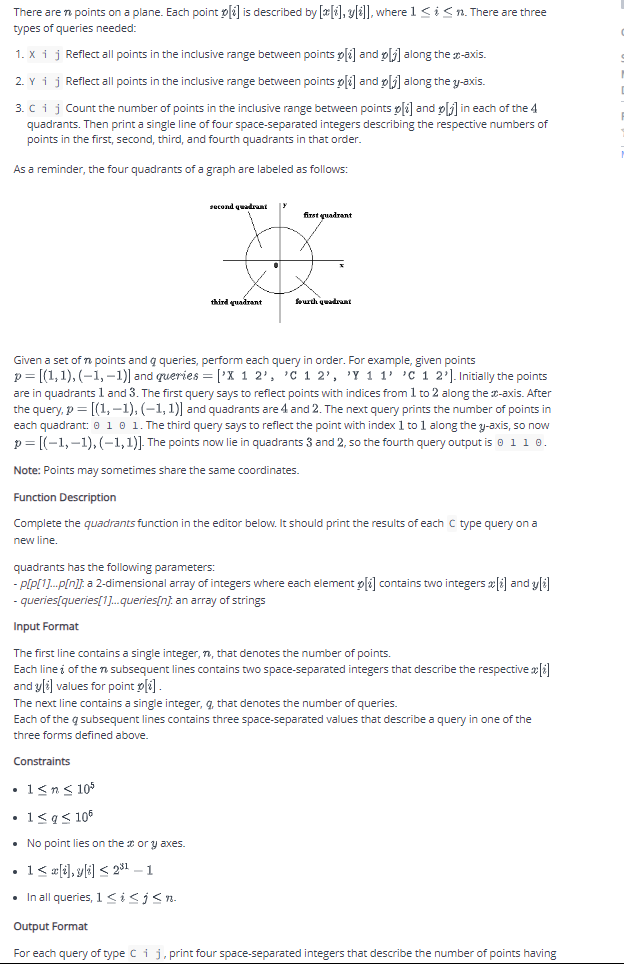 There are n points on a plane. Each point p[i] is described by [x[i], y[i]], where 1 ≤ i ≤ n. There are three
types of queries needed:
1. X i j Reflect all points in the inclusive range between points p[i] and p[j] along the x-axis.
2. Y i j Reflect all points in the inclusive range between points p[i] and p[j] along the y-axis.
3. C i j Count the number of points in the inclusive range between points p[i] and p[j] in each of the 4
quadrants. Then print a single line of four space-separated integers describing the respective numbers of
points in the first, second, third, and fourth quadrants in that order.
As a reminder, the four quadrants of a graph are labeled as follows:
second quadrant
y
first quadrant
0
x
third quadrant
fourth quadrant
Given a set of n points and q queries, perform each query in order. For example, given points
p = [(1, 1), (−1, −1)] and queries = ['X 1 2', 'C 1 2', 'Y 1 1' 'C 1 2']. Initially the points
are in quadrants 1 and 3. The first query says to reflect points with indices from 1 to 2 along the x-axis. After
the query, p = [(1, −1), (−1, 1)] and quadrants are 4 and 2. The next query prints the number of points in
each quadrant: 0 1 0 1. The third query says to reflect the point with index 1 to 1 along the y-axis, so now
p = [(−1, −1), (−1, 1)]. The points now lie in quadrants 3 and 2, so the fourth query output is 0 1 1 0.
Note: Points may sometimes share the same coordinates.
Function Description
Complete the quadrants function in the editor below. It should print the results of each C type query on a
new line.
quadrants has the following parameters:
- p[p[1]...p[n]]: a 2-dimensional array of integers where each element p[i] contains two integers x[i] and y[i]
- queries[queries[1]...queries[n]: an array of strings
Input Format
The first line contains a single integer, n, that denotes the number of points.
Each line i of the n subsequent lines contains two space-separated integers that describe the respective x[i]
and y[i] values for point p[i] .
The next line contains a single integer, q, that denotes the number of queries.
Each of the q subsequent lines contains three space-separated values that describe a query in one of the
three forms defined above.
Constraints
• 1 ≤ n ≤ 10⁵
• 1 ≤ q ≤ 10⁶
• No point lies on the x or y axes.
• 1 ≤ x[i], y[i] ≤ 2³¹ − 1
• In all queries, 1 ≤ i ≤ j ≤ n.
Output Format
For each query of type C i j, print four space-separated integers that describe the number of points having